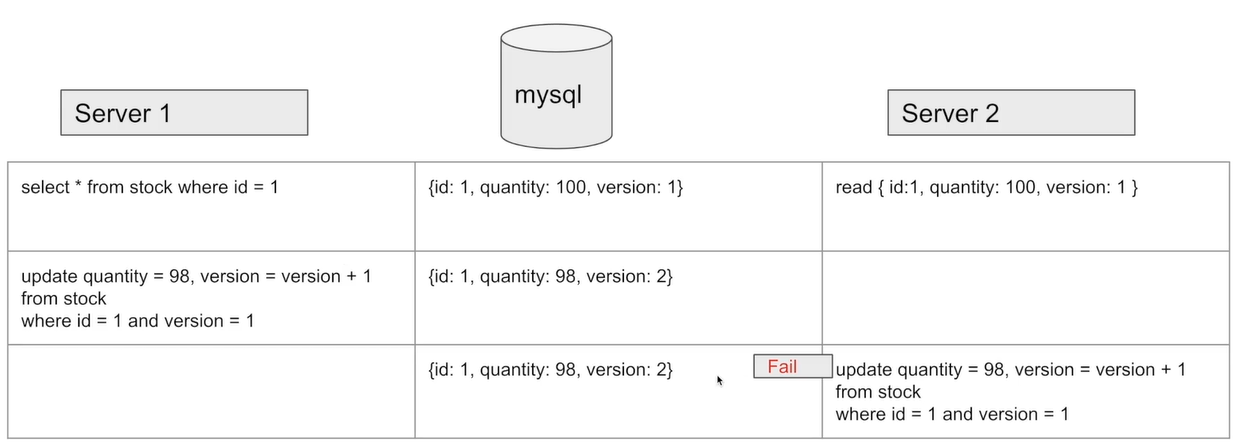 mysql
Server 1
Server 2
select * from stock where id = 1
{id: 1, quantity: 100, version: 1}
read { id:1, quantity: 100, version: 1 }
update quantity = 98, version = version + 1
from stock
where id = 1 and version = 1
{id: 1, quantity: 98, version: 2}
{id: 1, quantity: 98, version: 2}
Fail
update quantity = 98, version = version + 1
from stock
where id = 1 and version = 1